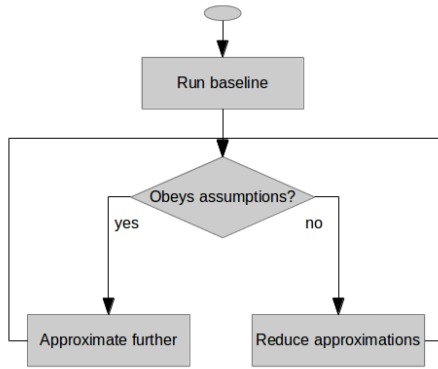 Run baseline
Obeys assumptions?
yes
no
Approximate further
Reduce approximations